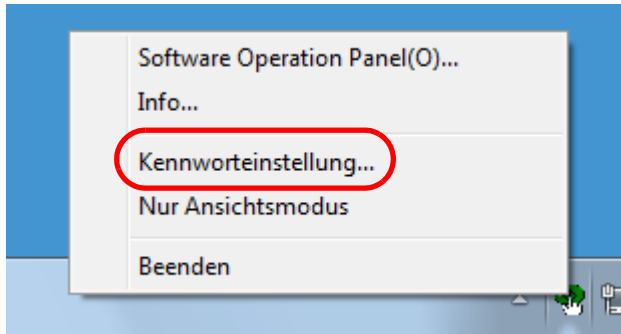 Software Operation Panel(O)...
Info...
Kennworteinstellung...
Nur Ansichtsmodus
Beenden